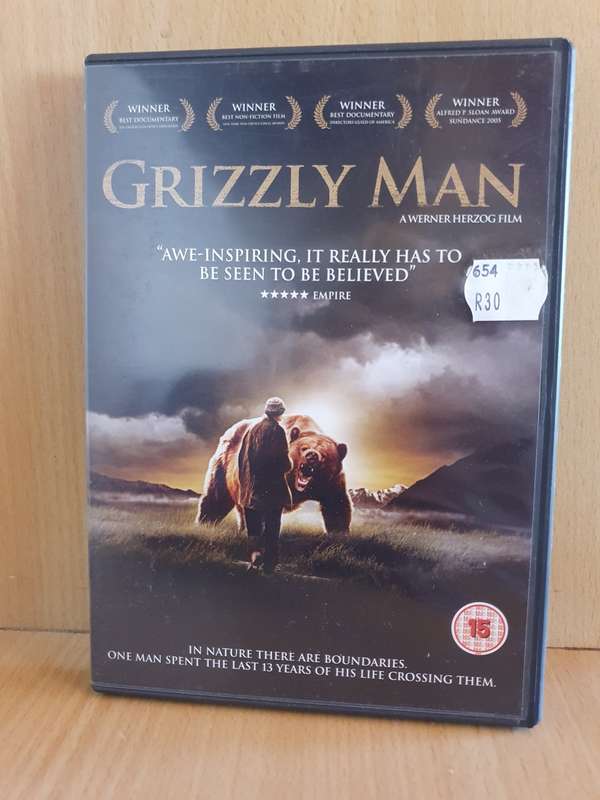 WINNER
BEST DOCUMENTARY
WINNER
BEST NON-FICTION FILM
WINNER
BEST DOCUMENTARY
DIRECTORS GUILD OF AMERICA
WINNER
ALFRED P. SLOAN AWARD
SUNDANCE 2005
GRIZZLY MAN
A WERNER HERZOG FILM
“AWE-INSPIRING, IT REALLY HAS TO
BE SEEN TO BE BELIEVED”
★★★★★ EMPIRE
654
R30
15
IN NATURE THERE ARE BOUNDARIES.
ONE MAN SPENT THE LAST 13 YEARS OF HIS LIFE CROSSING THEM.